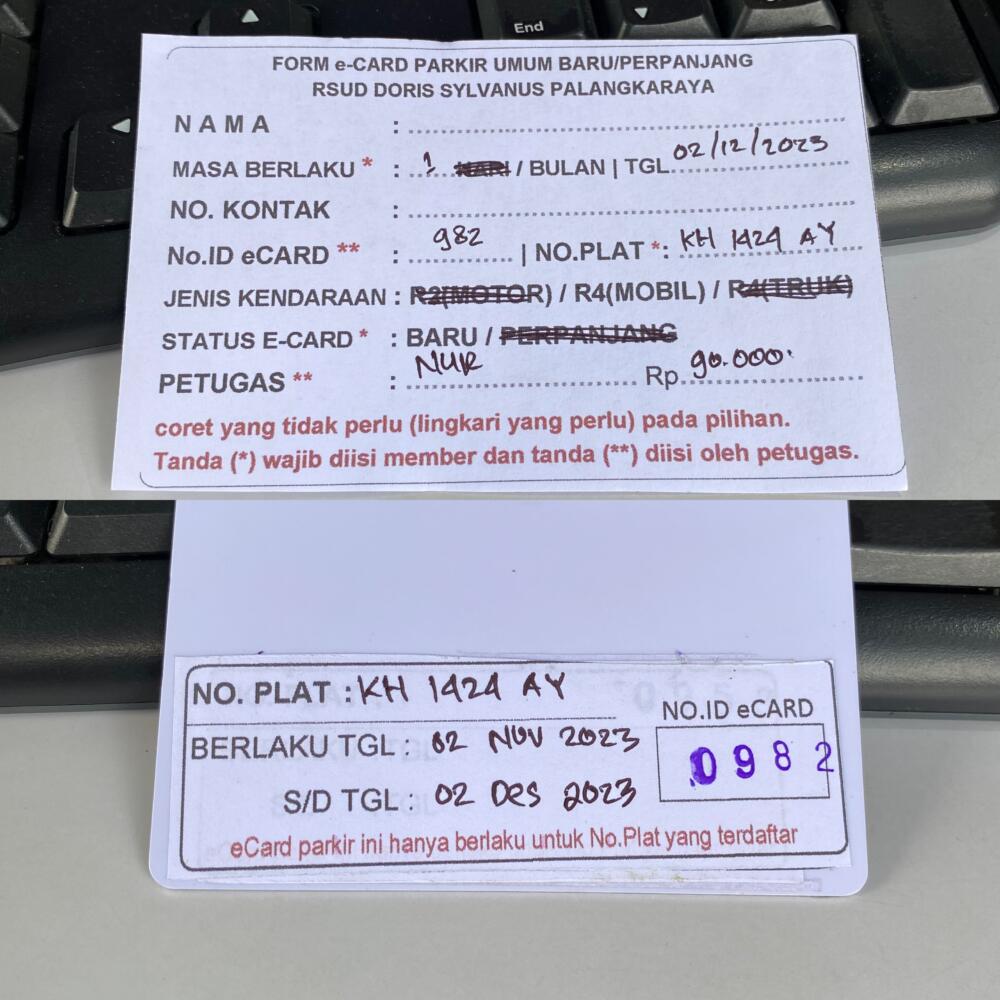 End
FORM e-CARD PARKIR UMUM BARU/PERPANJANG
RSUD DORIS SYLVANUS PALANGKARAYA
N A M A :
MASA BERLAKU * : 1 HARI / BULAN | TGL 02/12/2023
NO. KONTAK :
No.ID eCARD ** : 982 | NO.PLAT *: KH 1424 AY
JENIS KENDARAAN : R2(MOTOR) / R4(MOBIL) / R4(TRUK)
STATUS E-CARD * : BARU / PERPANJANG
PETUGAS ** : NUR Rp 90.000
coret yang tidak perlu (lingkari yang perlu) pada pilihan.
Tanda (*) wajib diisi member dan tanda (**) diisi oleh petugas.
NO. PLAT : KH 1424 AY
NO.ID eCARD
BERLAKU TGL : 02 NOV 2023
0982
S/D TGL : 02 DES 2023
eCard parkir ini hanya berlaku untuk No.Plat yang terdaftar